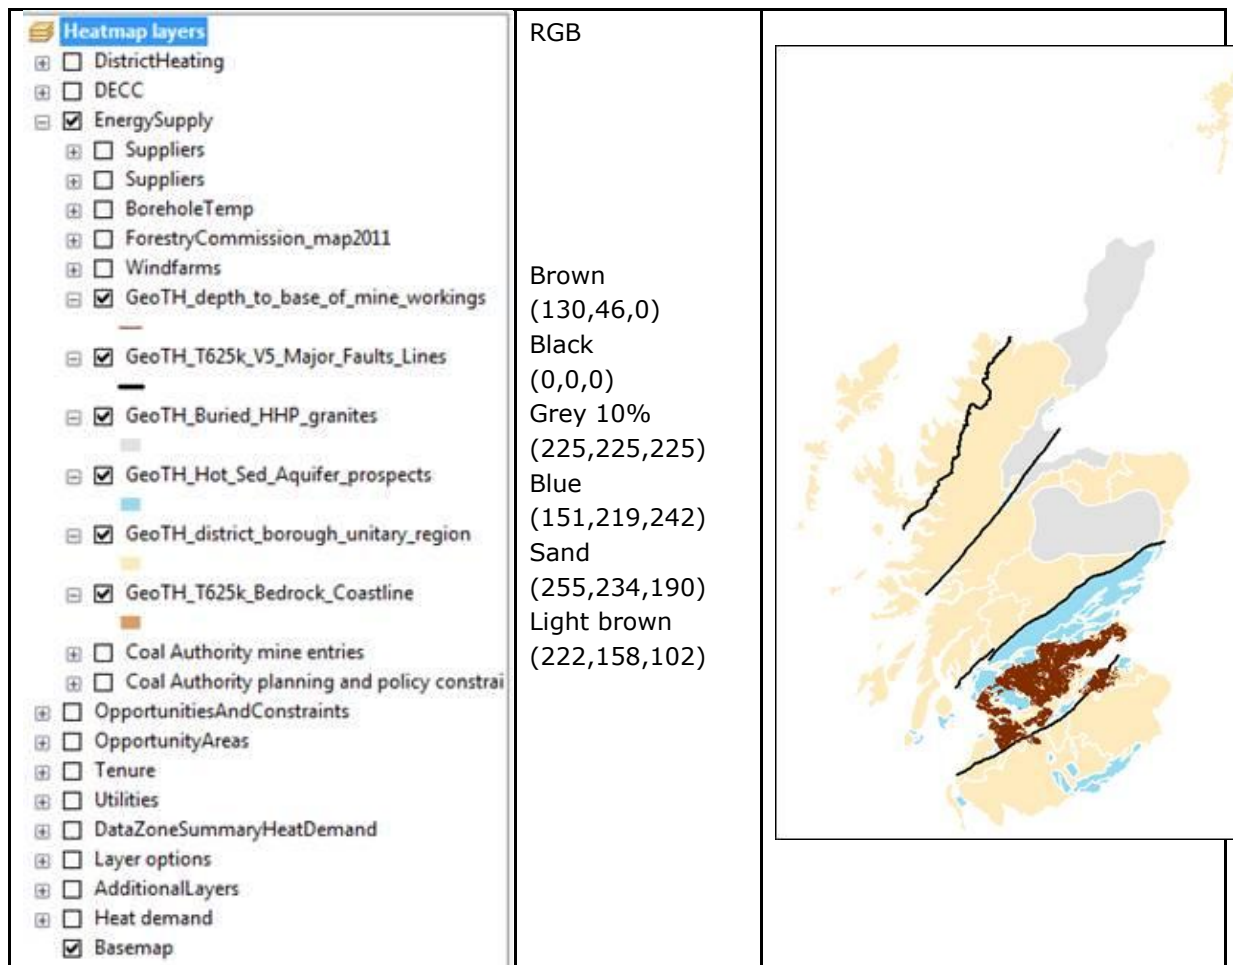 Heatmap layers
DistrictHeating
DECC
EnergySupply
Suppliers
Suppliers
BoreholeTemp
ForestryCommission_map2011
Windfarms
GeoTH_depth_to_base_of_mine_workings
GeoTH_T625k_V5_Major_Faults_Lines
GeoTH_Buried_HHP_granites
GeoTH_Hot_Sed_Aquifer_prospects
GeoTH_district_borough_unitary_region
GeoTH_T625k_Bedrock_Coastline
Coal Authority mine entries
Coal Authority planning and policy constrai
OpportunitiesAndConstraints
OpportunityAreas
Tenure
Utilities
DataZoneSummaryHeatDemand
Layer options
AdditionalLayers
Heat demand
Basemap
RGB
Brown
(130,46,0)
Black
(0,0,0)
Grey 10%
(225,225,225)
Blue
(151,219,242)
Sand
(255,234,190)
Light brown
(222,158,102)